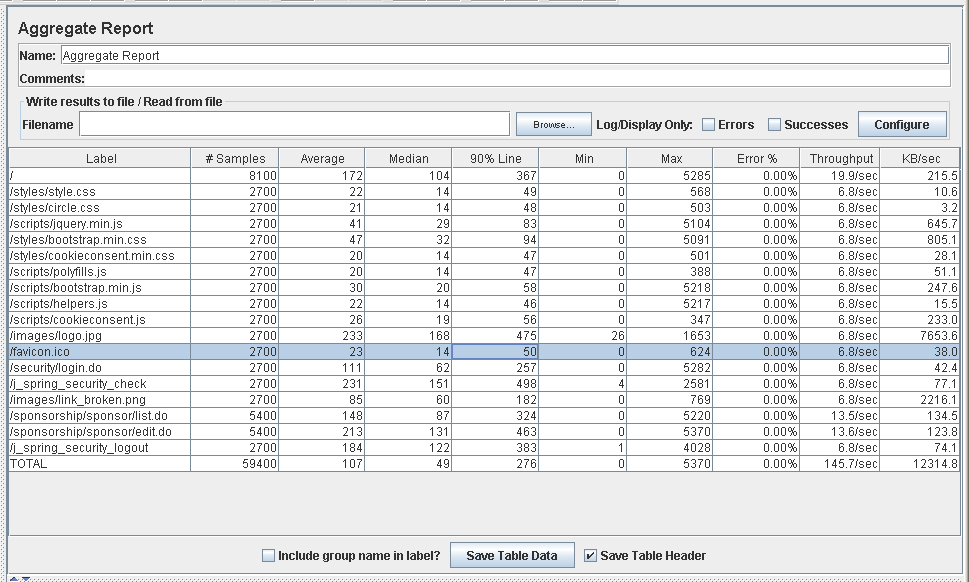 Aggregate Report
Name: Aggregate Report
Comments:
Write results to file / Read from file
Filename Browse... Log/Display Only: Errors Successes Configure
Label # Samples Average Median 90% Line Min Max Error % Throughput KB/sec
/ 8100 172 104 367 0 5285 0.00% 19.9/sec 215.5
/styles/style.css 2700 22 14 49 0 568 0.00% 6.8/sec 10.6
/styles/circle.css 2700 21 14 48 0 503 0.00% 6.8/sec 3.2
/scripts/jquery.min.js 2700 41 29 83 0 5104 0.00% 6.8/sec 645.7
/styles/bootstrap.min.css 2700 47 32 94 0 5091 0.00% 6.8/sec 805.1
/styles/cookieconsent.min.css 2700 20 14 47 0 501 0.00% 6.8/sec 28.1
/scripts/polyfills.js 2700 20 14 47 0 388 0.00% 6.8/sec 51.1
/scripts/bootstrap.min.js 2700 30 20 58 0 5218 0.00% 6.8/sec 247.6
/scripts/helpers.js 2700 22 14 46 0 5217 0.00% 6.8/sec 15.5
/scripts/cookieconsent.js 2700 26 19 56 0 347 0.00% 6.8/sec 233.0
/images/logo.jpg 2700 233 168 475 26 1653 0.00% 6.8/sec 7653.6
/favicon.ico 2700 23 14 50 0 624 0.00% 6.8/sec 38.0
/security/login.do 2700 111 62 257 0 5282 0.00% 6.8/sec 42.4
/j_spring_security_check 2700 231 151 498 4 2581 0.00% 6.8/sec 77.1
/images/link_broken.png 2700 85 60 182 0 769 0.00% 6.8/sec 2216.1
/sponsorship/sponsor/list.do 5400 148 87 324 0 5220 0.00% 13.5/sec 134.5
/sponsorship/sponsor/edit.do 5400 213 131 463 0 5370 0.00% 13.6/sec 123.8
/j_spring_security_logout 2700 184 122 383 1 4028 0.00% 6.8/sec 74.1
TOTAL 59400 107 49 276 0 5370 0.00% 145.7/sec 12314.8
Include group name in label? Save Table Data Save Table Header